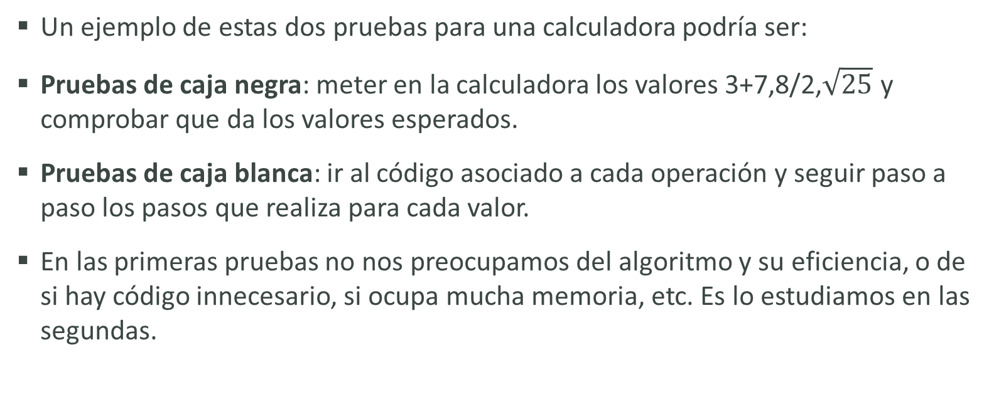 ▪ Un ejemplo de estas dos pruebas para una calculadora podría ser:
▪ Pruebas de caja negra: meter en la calculadora los valores 3+7,8/2,√25 y
comprobar que da los valores esperados.
▪ Pruebas de caja blanca: ir al código asociado a cada operación y seguir paso a
paso los pasos que realiza para cada valor.
▪ En las primeras pruebas no nos preocupamos del algoritmo y su eficiencia, o de
si hay código innecesario, si ocupa mucha memoria, etc. Es lo estudiamos en las
segundas.